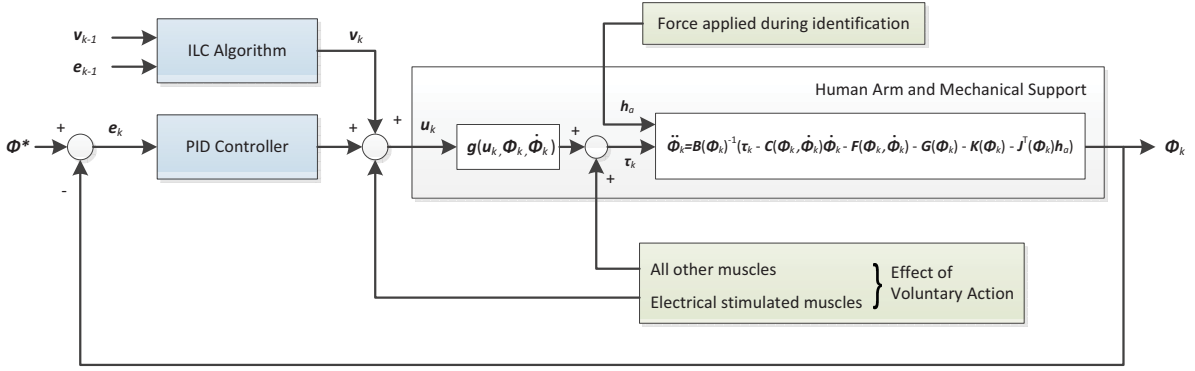 Force applied during identification
v_{k-1}
e_{k-1}
ILC Algorithm
v_k
Human Arm and Mechanical Support
h_a
+
e_k
+
+
u_k
+
Φ*
PID Controller
g(u_k, Φ_k, Φ̇_k)
Φ̈_k=B(Φ_k)^{-1}(τ_k - C(Φ_k,Φ̇_k)Φ̇_k - F(Φ_k,Φ̇_k) - G(Φ_k) - K(Φ_k) - J^T(Φ_k)h_a)
Φ_k
τ_k
-
+
+
All other muscles
Electrical stimulated muscles
}
Effect of
Voluntary Action